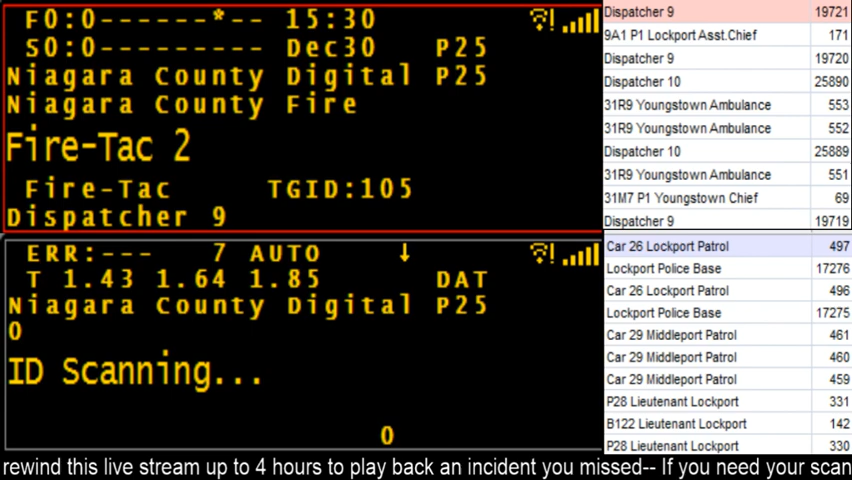 F0:0------*-- 15:30
S0:0--------- Dec30 P25
Niagara County Digital P25
Niagara County Fire
Fire-Tac 2
Fire-Tac TGID:105
Dispatcher 9
ERR:--- 7 AUTO ↓
T 1.43 1.64 1.85 DAT
Niagara County Digital P25
0
ID Scanning...
0
Dispatcher 9 19721
9A1 P1 Lockport Asst.Chief 171
Dispatcher 9 19720
Dispatcher 10 25890
31R9 Youngstown Ambulance 553
31R9 Youngstown Ambulance 552
Dispatcher 10 25889
31R9 Youngstown Ambulance 551
31M7 P1 Youngstown Chief 69
Dispatcher 9 19719
Car 26 Lockport Patrol 497
Lockport Police Base 17276
Car 26 Lockport Patrol 496
Lockport Police Base 17275
Car 29 Middleport Patrol 461
Car 29 Middleport Patrol 460
Car 29 Middleport Patrol 459
P28 Lieutenant Lockport 331
B122 Lieutenant Lockport 142
P28 Lieutenant Lockport 330
rewind this live stream up to 4 hours to play back an incident you missed-- If you need your scan